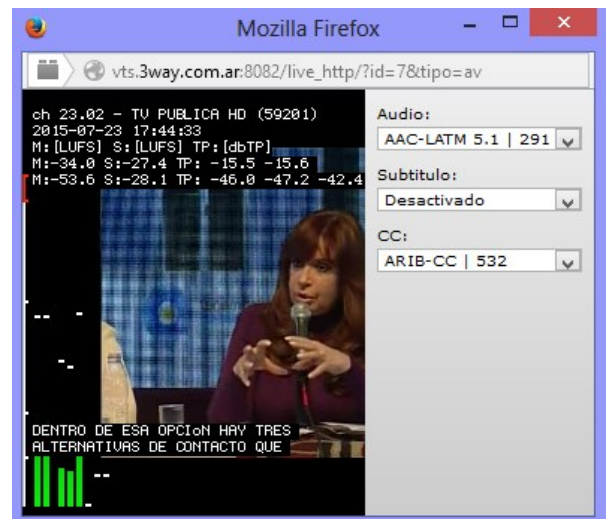 Mozilla Firefox
vts.3way.com.ar:8082/live_http/?id=7&tipo=av
ch 23.02 - TV PUBLICA HD (59201)
2015-07-23 17:44:33
M:[LUFS] S:[LUFS] TP:[dbTP]
M:-34.0 S:-27.4 TP: -15.5 -15.6
M:-53.6 S:-28.1 TP: -46.0 -47.2 -42.4
DENTRO DE ESA OPCIoN HAY TRES
ALTERNATIVAS DE CONTACTO QUE
Audio:
AAC-LATM 5.1 | 291
Subtitulo:
Desactivado
CC:
ARIB-CC | 532